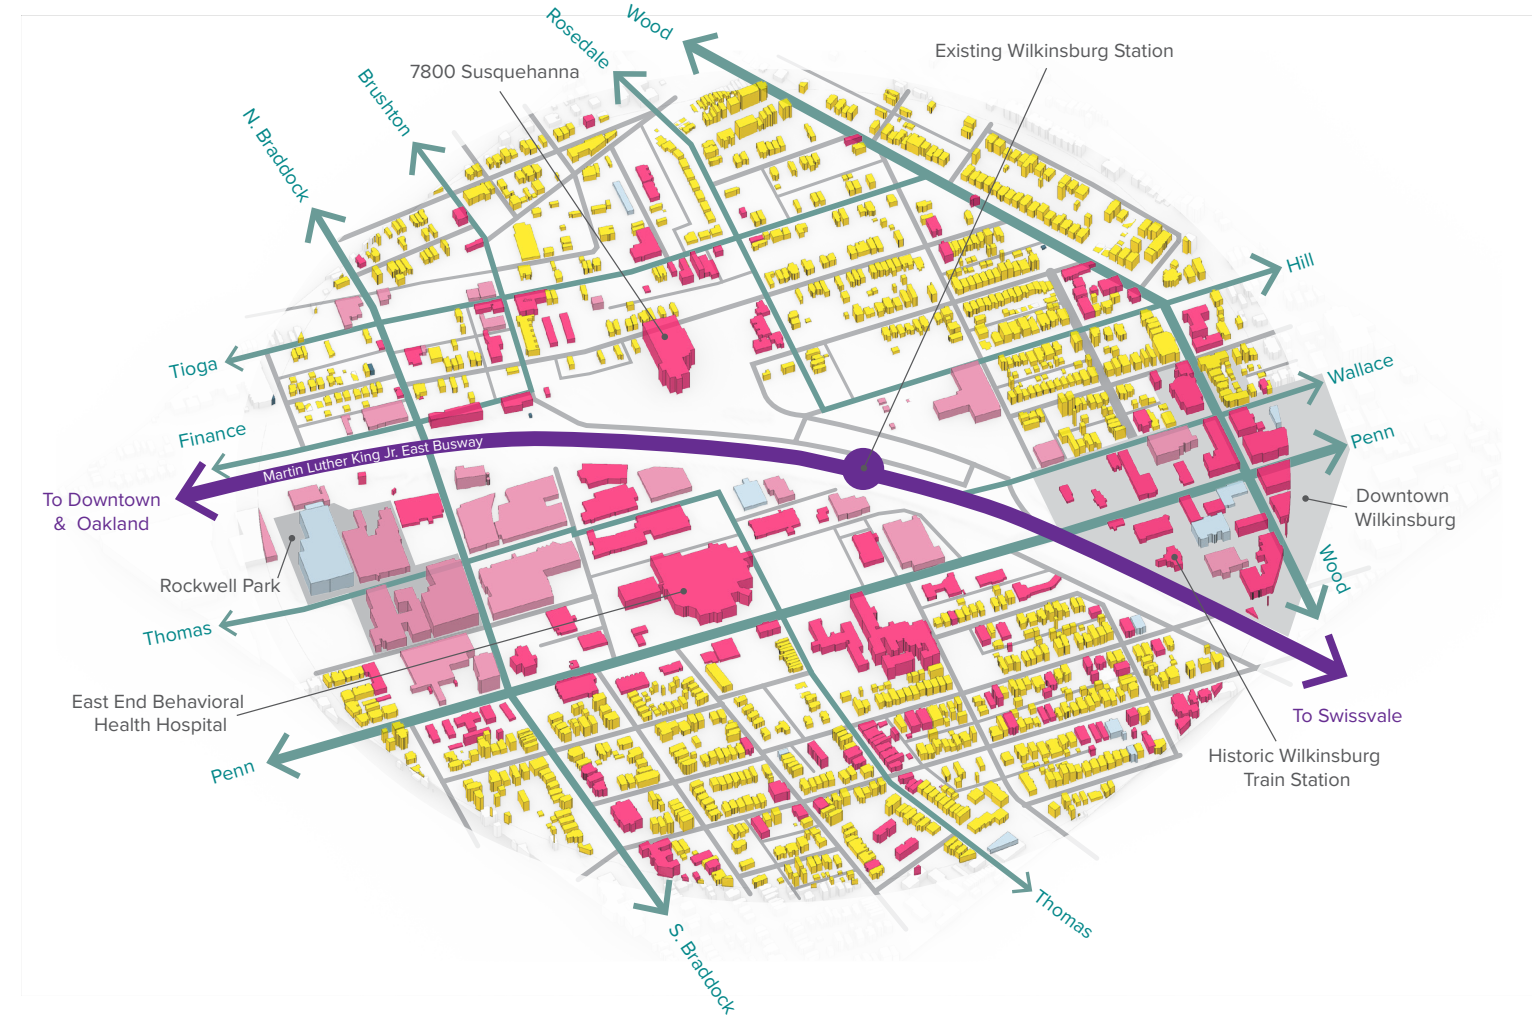 Wood
Rosedale
Existing Wilkinsburg Station
7800 Susquehanna
Brushton
N. Braddock
Hill
Tioga
Wallace
Finance
Penn
Martin Luther King Jr. East Busway
To Downtown
& Oakland
Downtown
Wilkinsburg
Rockwell Park
Wood
Thomas
East End Behavioral
Health Hospital
To Swissvale
Historic Wilkinsburg
Train Station
Penn
Thomas
S. Braddock